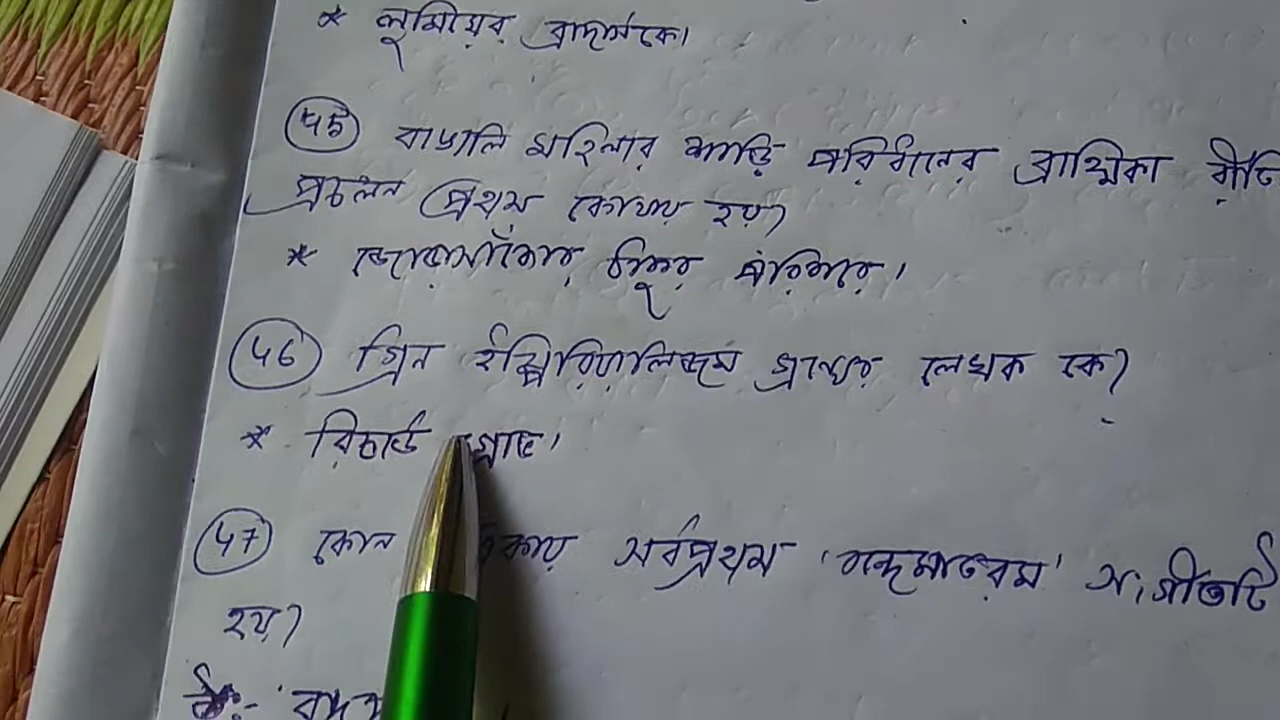 * লুমিয়ের ব্রাদার্সকে।
45 বাঙালি মহিলার শাড়ি পরিধানের ব্রাহ্মিকা রীতি
প্রচলন প্রথম কোথায় হয়?
* জোড়াসাঁকোর ঠাকুর পরিবারে।
46 গ্রিন ইম্পিরিয়ালিজম গ্রন্থের লেখক কে?
* রিচার্ড গ্রোভ।
47 কোন সর্বপ্রথম 'বন্দেমাতরম' সংগীতটি
হয়?
উঃ-